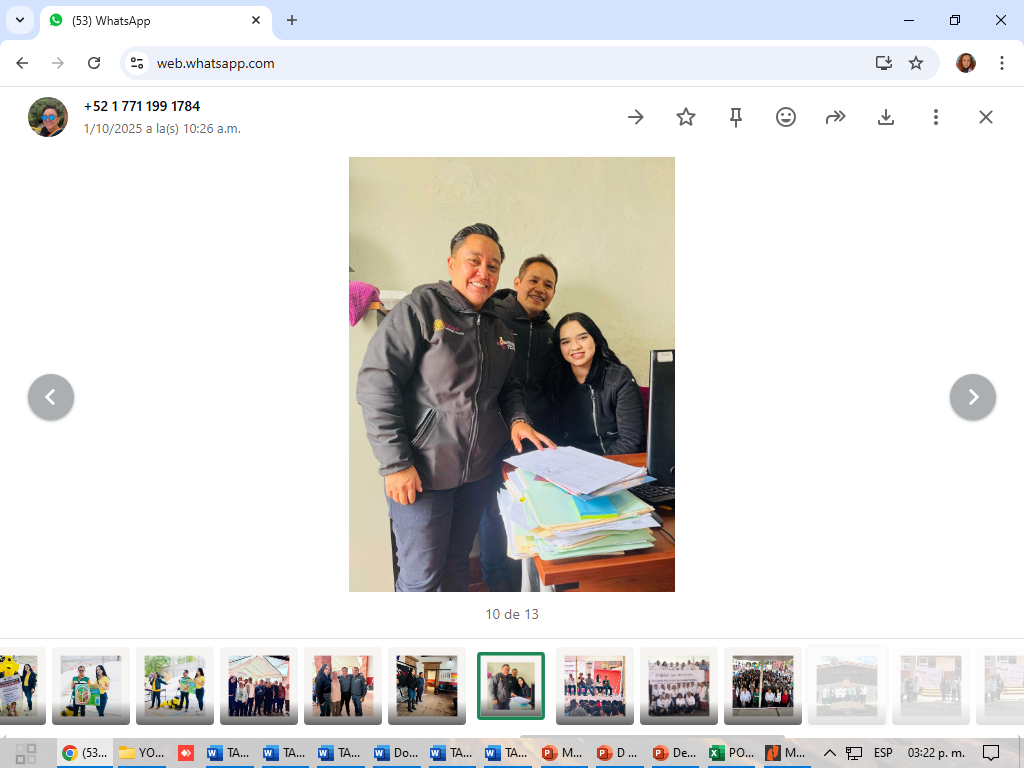 (53) WhatsApp
web.whatsapp.com
+52 1 771 199 1784
1/10/2025 a la(s) 10:26 a.m.
10 de 13
(53...
YO...
TA...
TA...
TA...
Do...
TA...
TA...
M...
D ...
De...
PO...
M...
ESP
03:22 p. m.